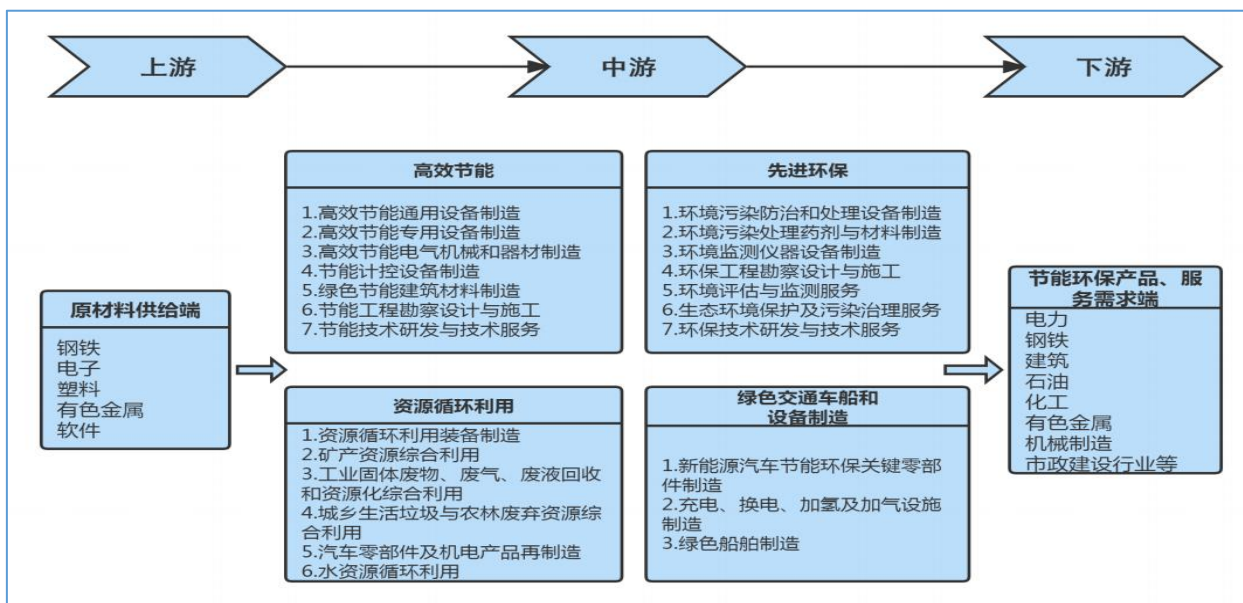 上游
中游
下游
原材料供给端
钢铁
电子
塑料
有色金属
软件
高效节能
1.高效节能通用设备制造
2.高效节能专用设备制造
3.高效节能电气机械和器材制造
4.节能计控设备制造
5.绿色节能建筑材料制造
6.节能工程勘察设计与施工
7.节能技术研发与技术服务
资源循环利用
1.资源循环利用装备制造
2.矿产资源综合利用
3.工业固体废物、废气、废液回收
和资源化综合利用
4.城乡生活垃圾与农林废弃资源综
合利用
5.汽车零部件及机电产品再制造
6.水资源循环利用
先进环保
1.环境污染防治和处理设备制造
2.环境污染处理药剂与材料制造
3.环境监测仪器设备制造
4.环保工程勘察设计与施工
5.环境评估与监测服务
6.生态环境保护及污染治理服务
7.环保技术研发与技术服务
绿色交通车船和
设备制造
1.新能源汽车节能环保关键零部
件制造
2.充电、换电、加氢及加气设施
制造
3.绿色船舶制造
节能环保产品、服
务需求端
电力
钢铁
建筑
石油
化工
有色金属
机械制造
市政建设行业等